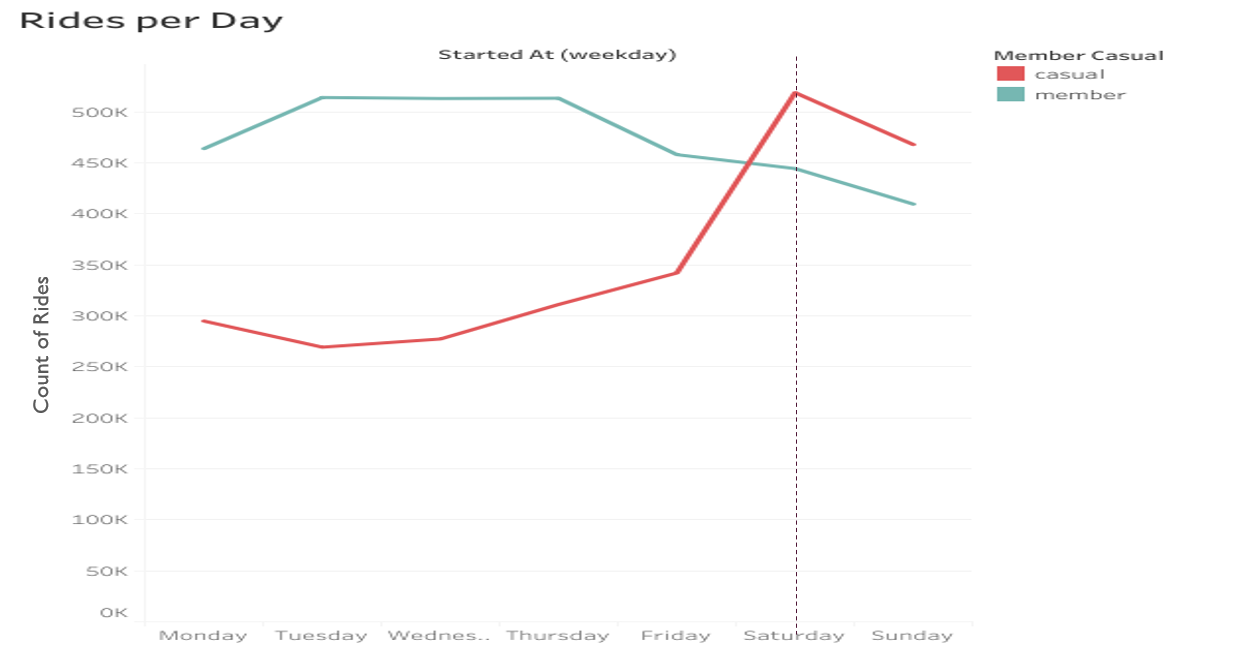 Rides per Day
Started At (weekday)
Member Casual
casual
member
Count of Rides
500K
450K
400K
350K
300K
250K
200K
150K
100K
50K
0K
Monday Tuesday Wednes.. Thursday Friday Saturday Sunday